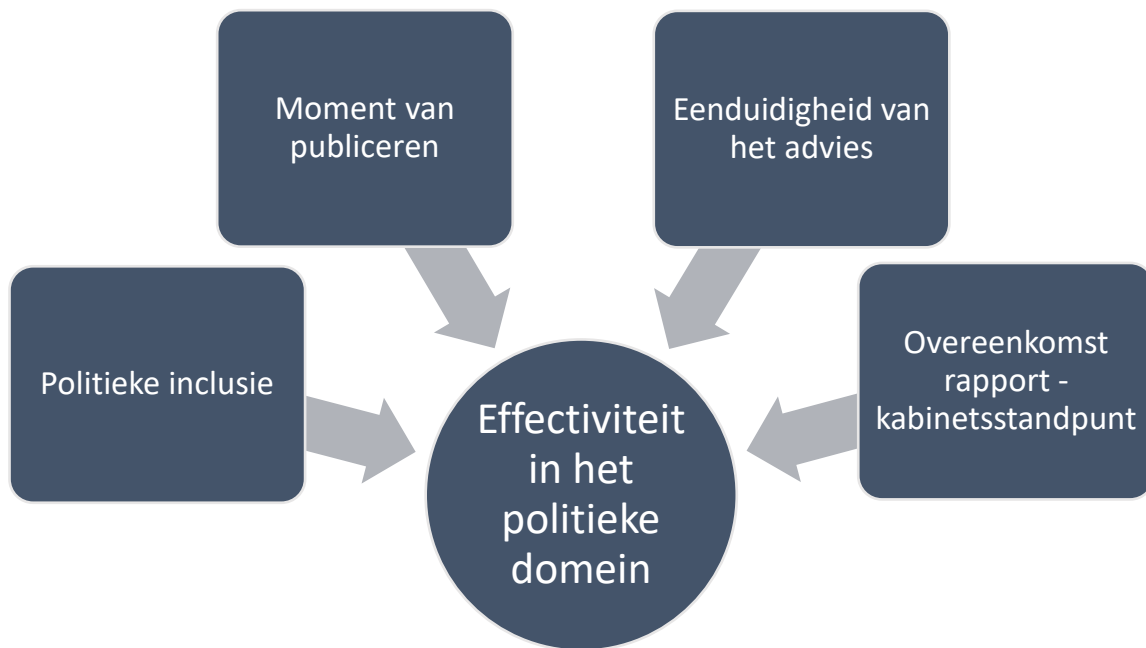 Moment van
publiceren
Eenduidigheid van
het advies
Politieke inclusie
Overeenkomst
rapport -
kabinetsstandpunt
Effectiviteit
in het
politieke
domein